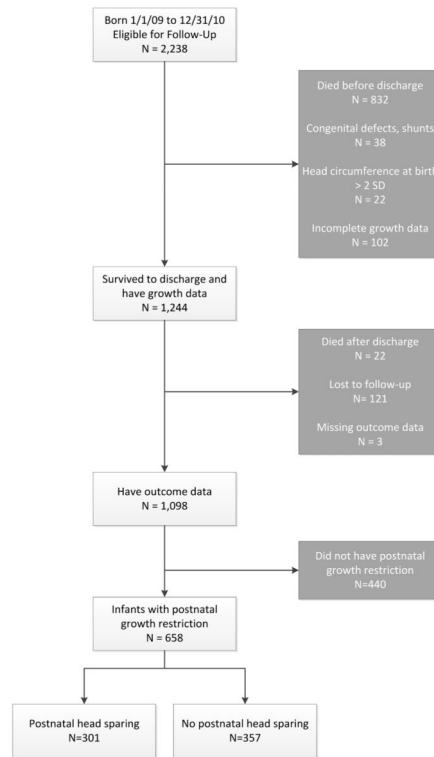 Born 1/1/09 to 12/31/10
Eligible for Follow-Up
N = 2,238
Died before discharge
N = 832
Congenital defects, shunts
N = 38
Head circumference at birth
> 2 SD
N = 22
Incomplete growth data
N = 102
Survived to discharge and
have growth data
N = 1,244
Died after discharge
N = 22
Lost to follow-up
N= 121
Missing outcome data
N = 3
Have outcome data
N = 1,098
Did not have postnatal
growth restriction
N=440
Infants with postnatal
growth restriction
N = 658
Postnatal head sparing
N=301
No postnatal head sparing
N=357